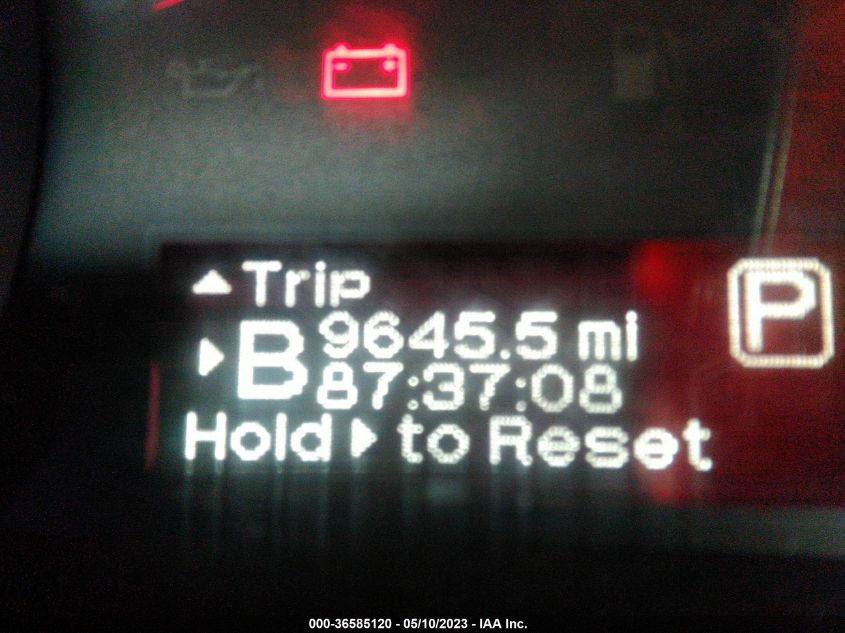 Trip
B 9645.5 mi
87:37:08
Hold to Reset
P
000-36585120 - 05/10/2023 - IAA Inc.